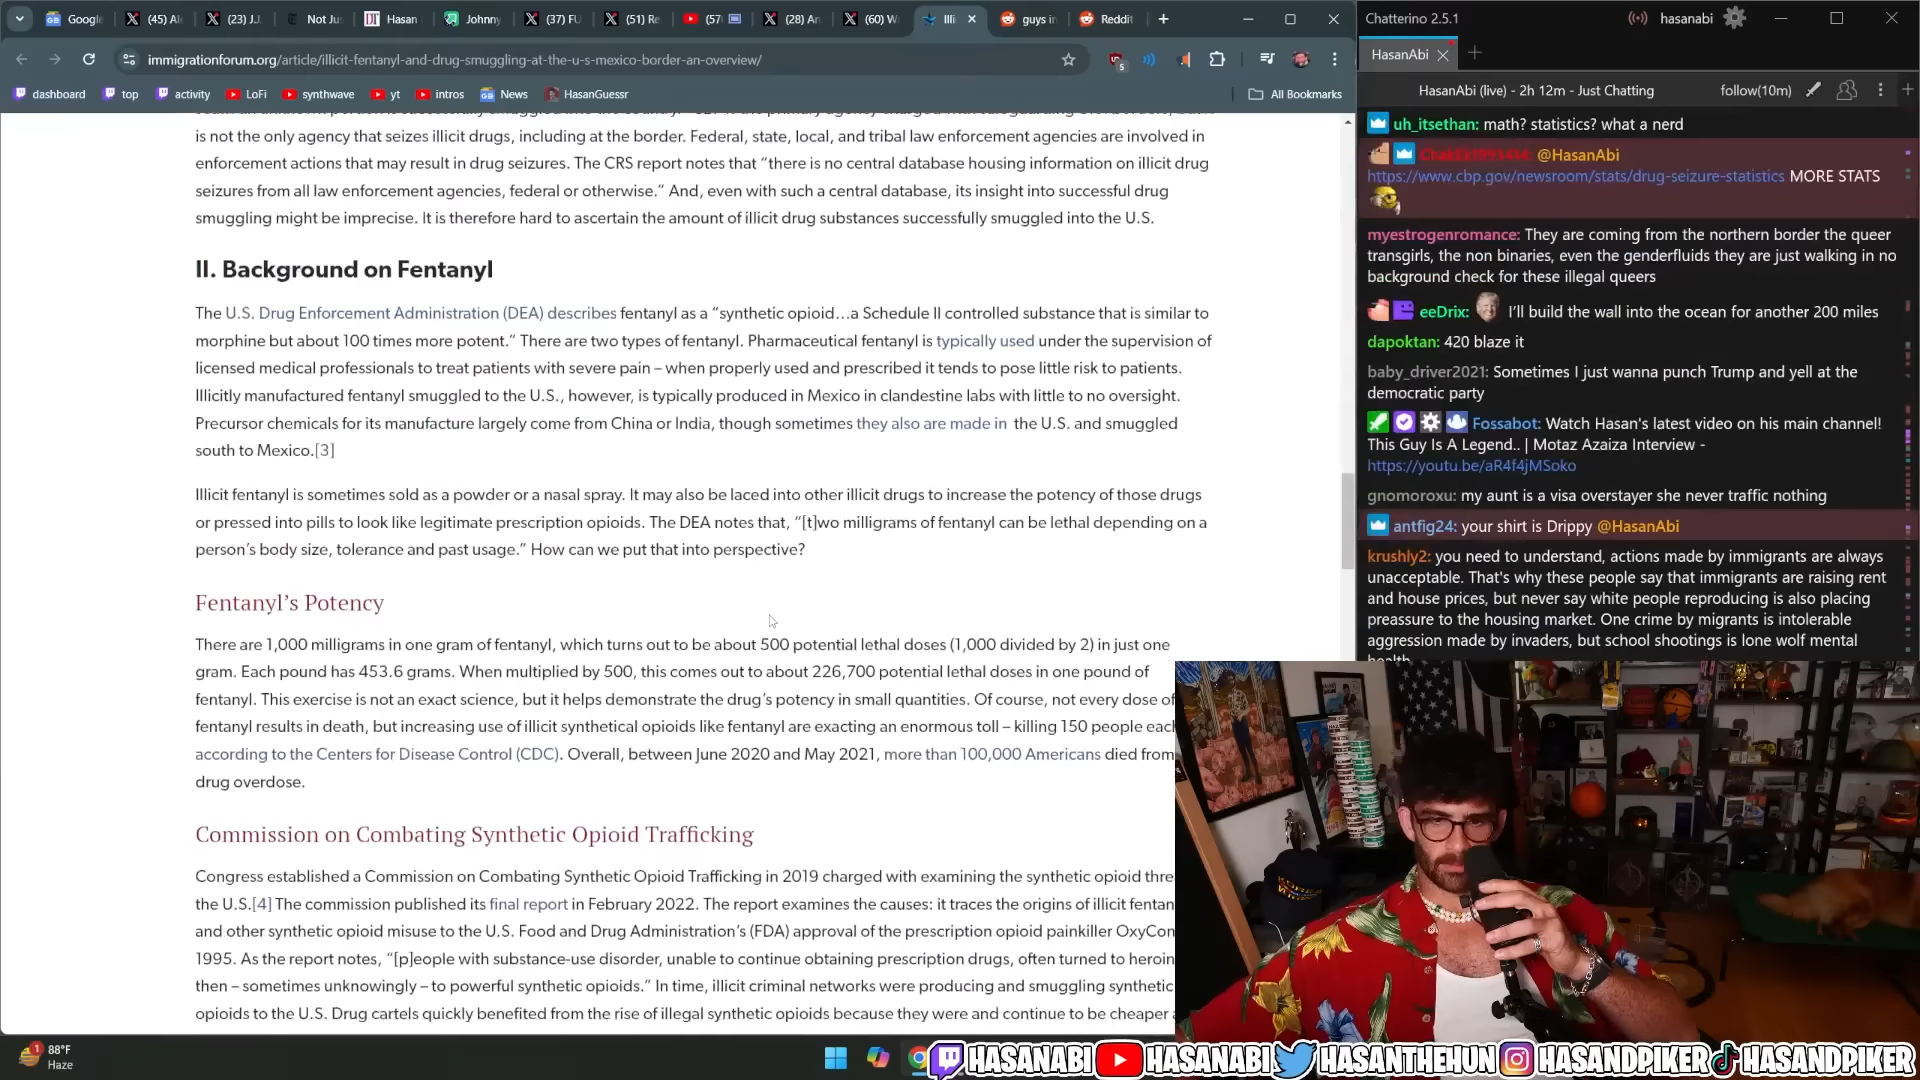 Google
(45) Al
(23) J.J.
Not Ju
Hasan
Johnny
(37) FU
(51) Re
(57)
(28) An
(60) W
Illi
guys in
Reddit
immigrationforum.org/article/illicit-fentanyl-and-drug-smuggling-at-the-u-s-mexico-border-an-overview/
5
dashboard
top
activity
LoFi
synthwave
yt
intros
News
HasanGuessr
All Bookmarks
is not the only agency that seizes illicit drugs, including at the border. Federal, state, local, and tribal law enforcement agencies are involved in
enforcement actions that may result in drug seizures. The CRS report notes that “there is no central database housing information on illicit drug
seizures from all law enforcement agencies, federal or otherwise.” And, even with such a central database, its insight into successful drug
smuggling might be imprecise. It is therefore hard to ascertain the amount of illicit drug substances successfully smuggled into the U.S.
II. Background on Fentanyl
The U.S. Drug Enforcement Administration (DEA) describes fentanyl as a “synthetic opioid…a Schedule II controlled substance that is similar to
morphine but about 100 times more potent.” There are two types of fentanyl. Pharmaceutical fentanyl is typically used under the supervision of
licensed medical professionals to treat patients with severe pain – when properly used and prescribed it tends to pose little risk to patients.
Illicitly manufactured fentanyl smuggled to the U.S., however, is typically produced in Mexico in clandestine labs with little to no oversight.
Precursor chemicals for its manufacture largely come from China or India, though sometimes they also are made in the U.S. and smuggled
south to Mexico.[3]
Illicit fentanyl is sometimes sold as a powder or a nasal spray. It may also be laced into other illicit drugs to increase the potency of those drugs
or pressed into pills to look like legitimate prescription opioids. The DEA notes that, “[t]wo milligrams of fentanyl can be lethal depending on a
person’s body size, tolerance and past usage.” How can we put that into perspective?
Fentanyl’s Potency
There are 1,000 milligrams in one gram of fentanyl, which turns out to be about 500 potential lethal doses (1,000 divided by 2) in just one
gram. Each pound has 453.6 grams. When multiplied by 500, this comes out to about 226,700 potential lethal doses in one pound of
fentanyl. This exercise is not an exact science, but it helps demonstrate the drug’s potency in small quantities. Of course, not every dose of
fentanyl results in death, but increasing use of illicit synthetical opioids like fentanyl are exacting an enormous toll – killing 150 people eac
according to the Centers for Disease Control (CDC). Overall, between June 2020 and May 2021, more than 100,000 Americans died from
drug overdose.
Commission on Combating Synthetic Opioid Trafficking
Congress established a Commission on Combating Synthetic Opioid Trafficking in 2019 charged with examining the synthetic opioid thre
the U.S.[4] The commission published its final report in February 2022. The report examines the causes: it traces the origins of illicit fentan
and other synthetic opioid misuse to the U.S. Food and Drug Administration’s (FDA) approval of the prescription opioid painkiller OxyCon
1995. As the report notes, “[p]eople with substance-use disorder, unable to continue obtaining prescription drugs, often turned to heroin
then – sometimes unknowingly – to powerful synthetic opioids.” In time, illicit criminal networks were producing and smuggling synthetic
opioids to the U.S. Drug cartels quickly benefited from the rise of illegal synthetic opioids because they were and continue to be cheaper
1
88°F
Haze
Chatterino 2.5.1
hasanabi
HasanAbi
HasanAbi (live) - 2h 12m - Just Chatting
follow(10m)
uh_itsethan: math? statistics? what a nerd
@HasanAbi
https://www.cbp.gov/newsroom/stats/drug-seizure-statistics MORE STATS
myestrogenromance: They are coming from the northern border the queer
transgirls, the non binaries, even the genderfluids they are just walking in no
background check for these illegal queers
eeDrix: I’ll build the wall into the ocean for another 200 miles
dapoktan: 420 blaze it
baby_driver2021: Sometimes I just wanna punch Trump and yell at the
democratic party
Fossabot: Watch Hasan's latest video on his main channel!
This Guy Is A Legend.. | Motaz Azaiza Interview -
https://youtu.be/aR4f4jMSoko
gnomoroxu: my aunt is a visa overstayer she never traffic nothing
antfig24: your shirt is Drippy @HasanAbi
krushly2: you need to understand, actions made by immigrants are always
unacceptable. That's why these people say that immigrants are raising rent
and house prices, but never say white people reproducing is also placing
preassure to the housing market. One crime by migrants is intolerable
aggression made by invaders, but school shootings is lone wolf mental
HASANABI
HASANABI
HASANTHEHUN
HASANDPIKER
HASANDPIKER